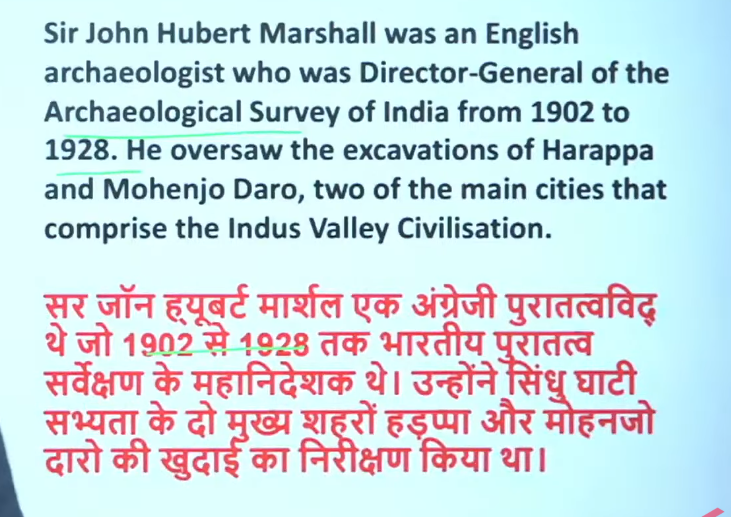 Sir John Hubert Marshall was an English
archaeologist who was Director-General of the
Archaeological Survey of India from 1902 to
1928. He oversaw the excavations of Harappa
and Mohenjo Daro, two of the main cities that
comprise the Indus Valley Civilisation.
सर जॉन ह्यूबर्ट मार्शल एक अंग्रेजी पुरातत्वविद्
थे जो 1902 से 1928 तक भारतीय पुरातत्व
सर्वेक्षण के महानिदेशक थे। उन्होंने सिंधु घाटी
सभ्यता के दो मुख्य शहरों हड़प्पा और मोहनजो
दारो की खुदाई का निरीक्षण किया था।